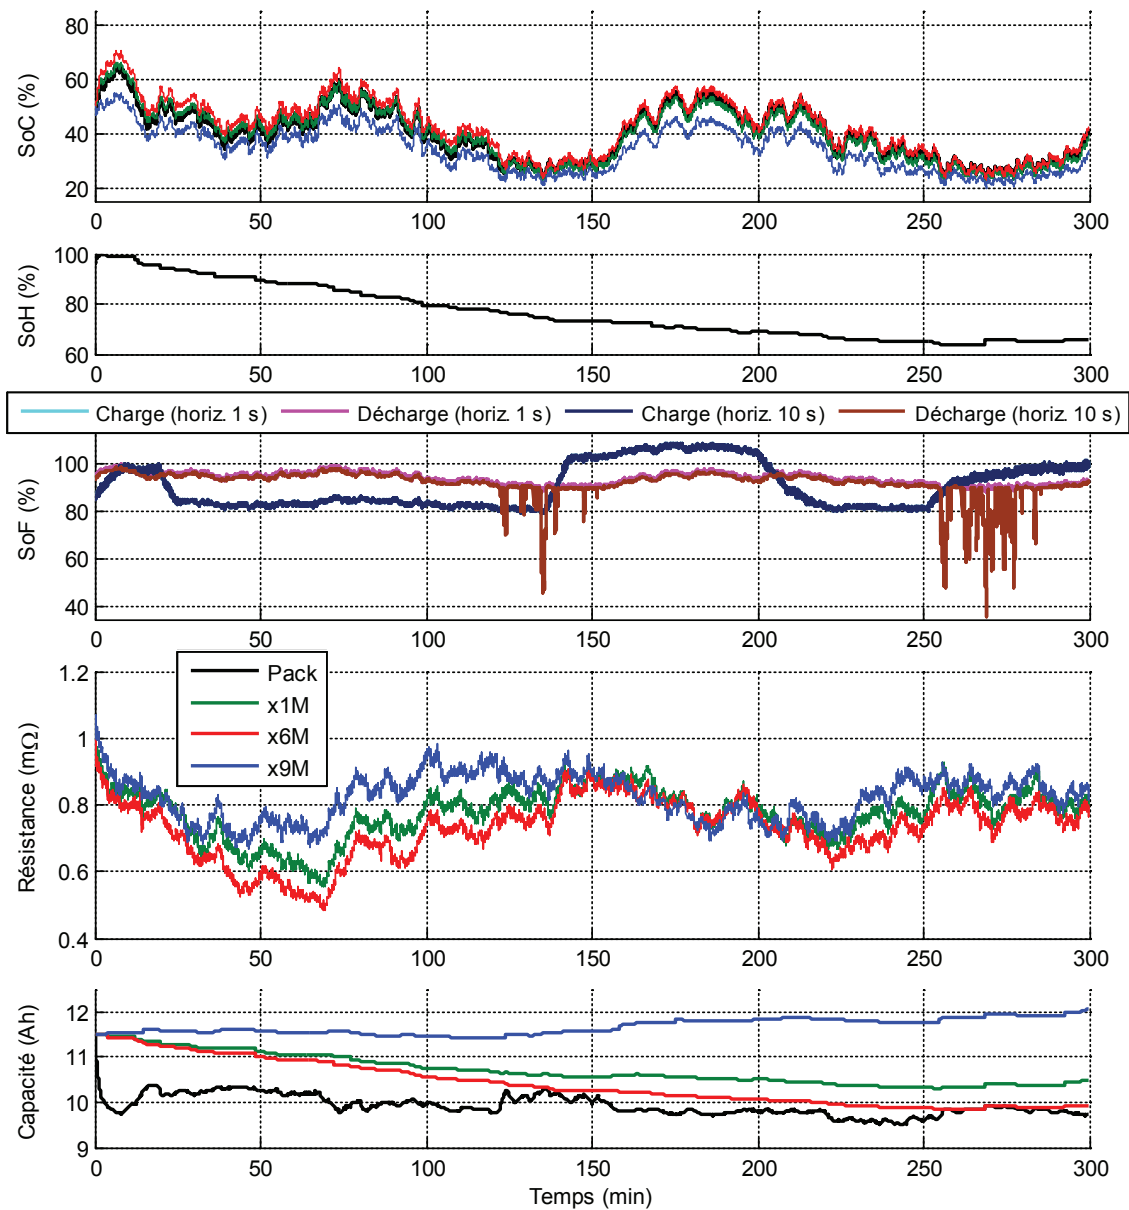 80
60
40
20
SoC (%)
0 50 100 150 200 250 300
100
80
60
SoH (%)
0 50 100 150 200 250 300
Charge (horiz. 1 s) Décharge (horiz. 1 s) Charge (horiz. 10 s) Décharge (horiz. 10 s)
100
80
60
40
SoF (%)
0 50 100 150 200 250 300
Pack
x1M
x6M
x9M
1.2
1
0.8
0.6
0.4
Résistance (mΩ)
0 50 100 150 200 250 300
12
11
10
9
Capacité (Ah)
0 50 100 150 200 250 300
Temps (min)